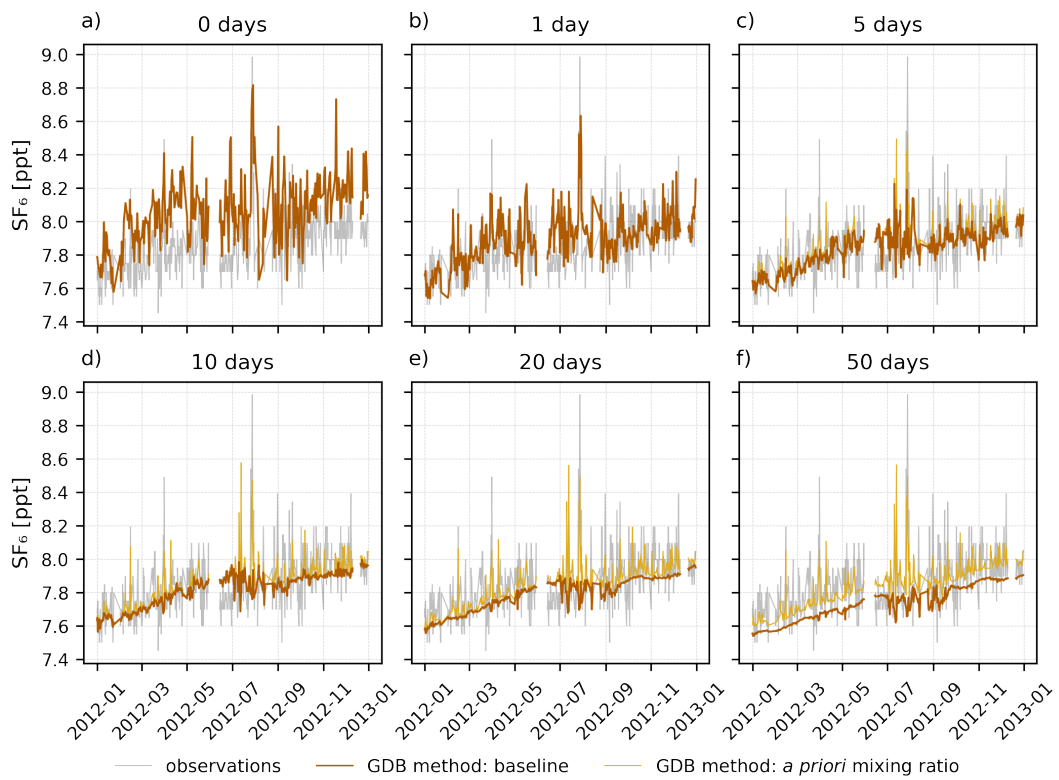 a) 0 days
b) 1 day
c) 5 days
9.0
8.8
8.6
8.4
8.2
8.0
7.8
7.6
7.4
SF₆ [ppt]
d) 10 days
e) 20 days
f) 50 days
9.0
8.8
8.6
8.4
8.2
8.0
7.8
7.6
7.4
SF₆ [ppt]
2012-01 2012-03 2012-05 2012-07 2012-09 2012-11 2013-01
2012-01 2012-03 2012-05 2012-07 2012-09 2012-11 2013-01
2012-01 2012-03 2012-05 2012-07 2012-09 2012-11 2013-01
observations GDB method: baseline GDB method: a priori mixing ratio